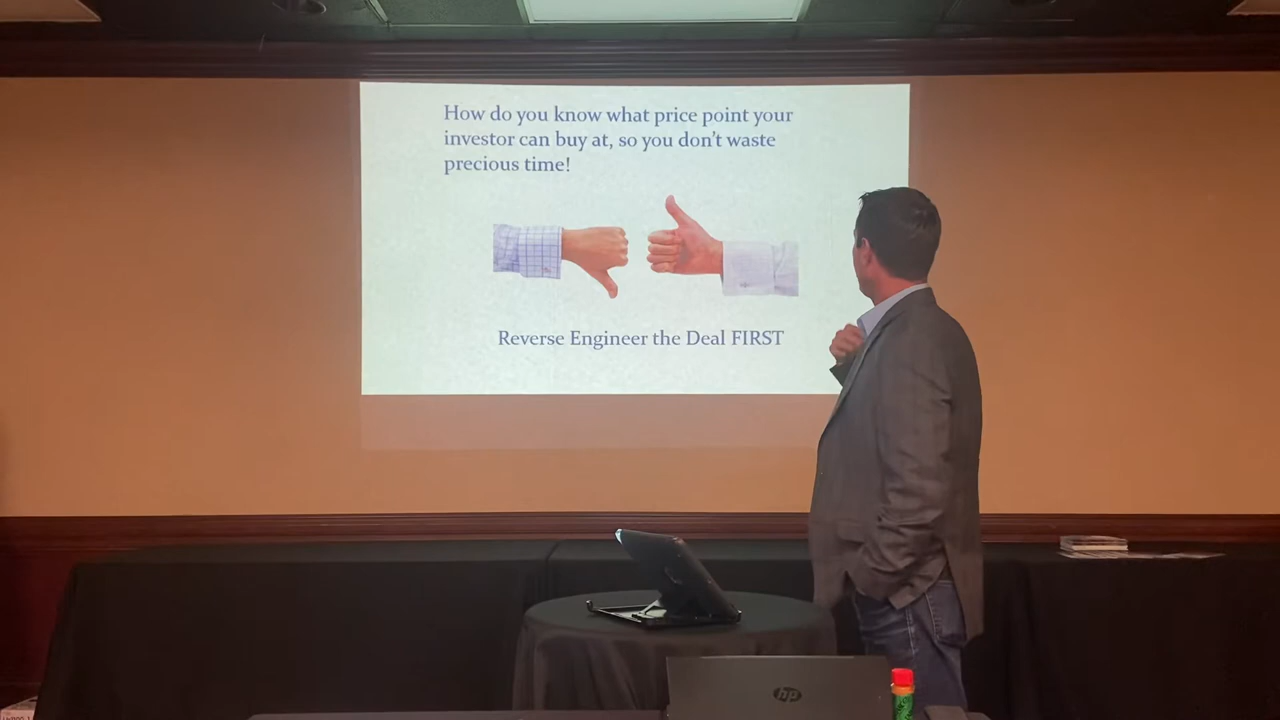 How do you know what price point your
investor can buy at, so you don't waste
precious time!
Reverse Engineer the Deal FIRST
hp